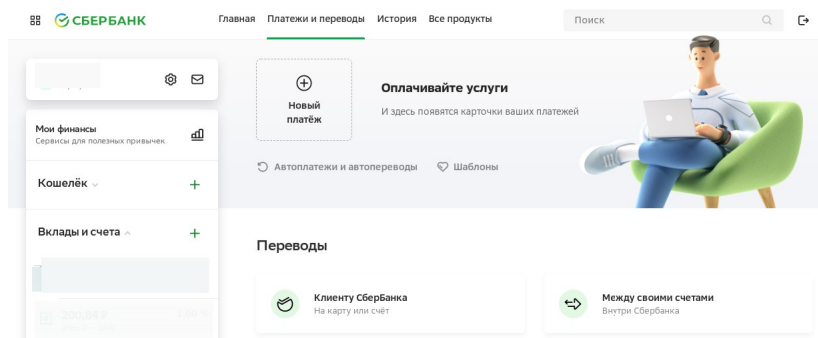 СБЕРБАНК
Главная Платежи и переводы История Все продукты
Поиск
Новый
платёж
Оплачивайте услуги
И здесь появятся карточки ваших платежей
Автоплатежи и автопереводы Шаблоны
Мои финансы
Сервисы для полезных привычек
Кошелёк
Вклады и счета
Переводы
Клиенту СберБанка
На карту или счёт
Между своими счетами
Внутри Сбербанка